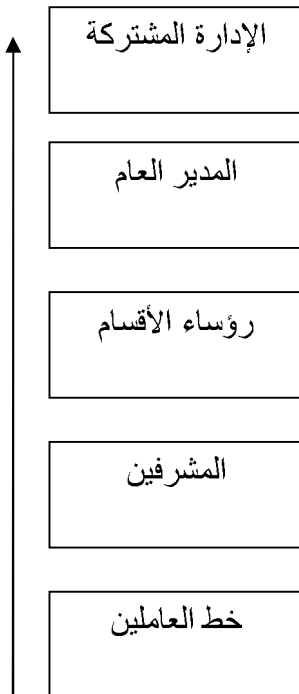 الإدارة المشتركة
المدير العام
رؤساء الأقسام
المشرفين
خط العاملين